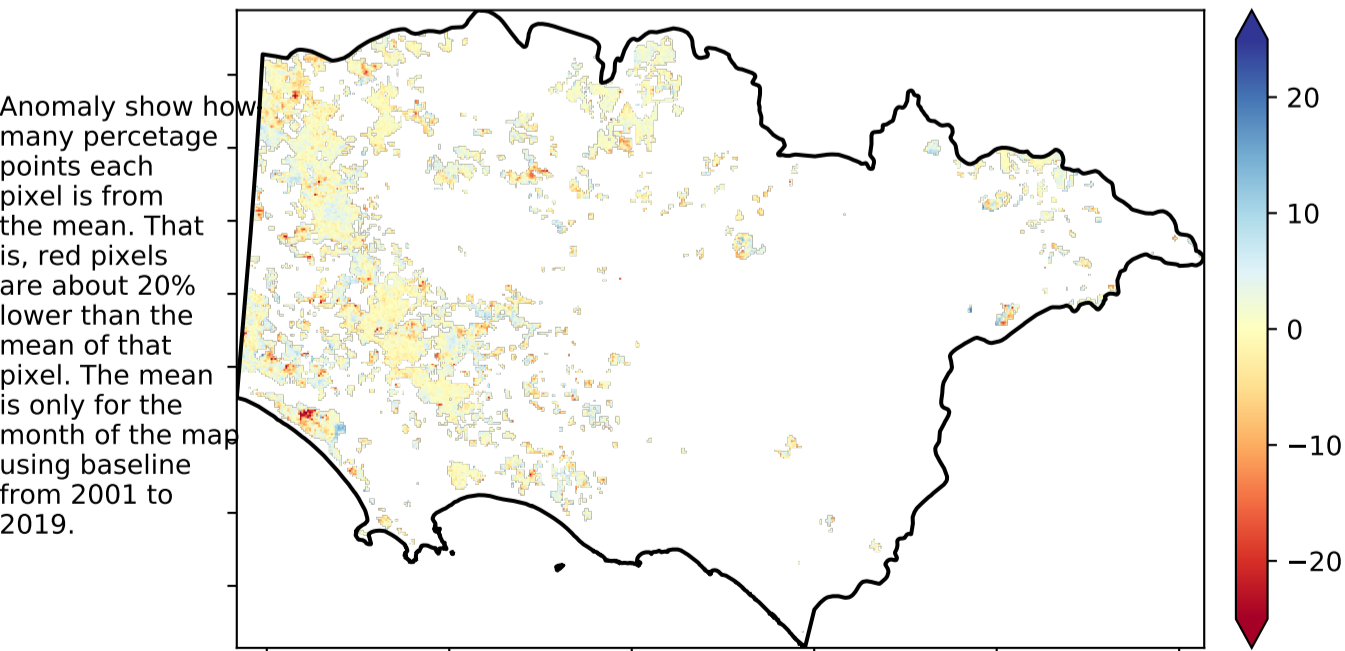 Anomaly show how
many percetage
points each
pixel is from
the mean. That
is, red pixels
are about 20%
lower than the
mean of that
pixel. The mean
is only for the
month of the map
using baseline
from 2001 to
2019.
20
10
0
−10
−20